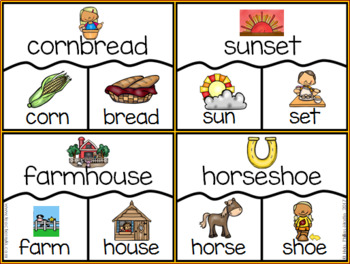 cornbread
corn
bread
sunset
sun
set
farmhouse
farm
house
horseshoe
horse
shoe